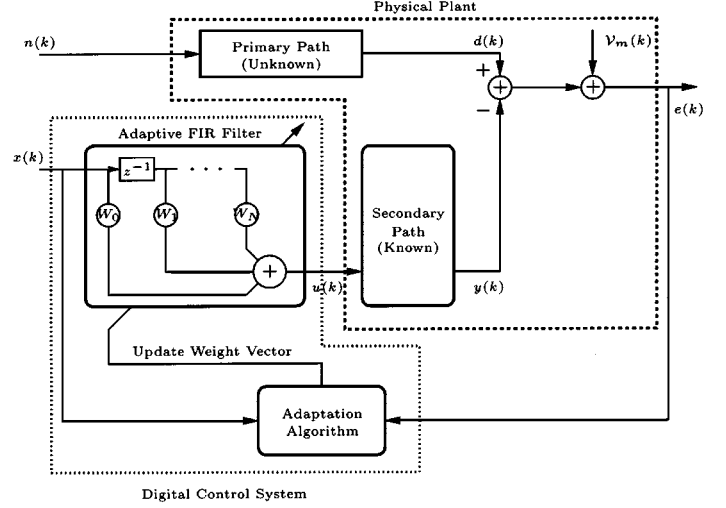 Physical Plant
n(k)
Primary Path
(Unknown)
d(k)
𝒱m(k)
+
+
+
−
e(k)
Adaptive FIR Filter
x(k)
z−1
· · · ·
W0
W1
WN
Secondary
Path
(Known)
+
u(k)
y(k)
Update Weight Vector
Adaptation
Algorithm
Digital Control System